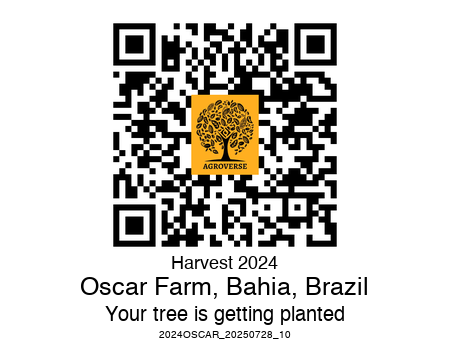 AGROVERSE
Harvest 2024
Oscar Farm, Bahia, Brazil
Your tree is getting planted
2024OSCAR_20250728_10